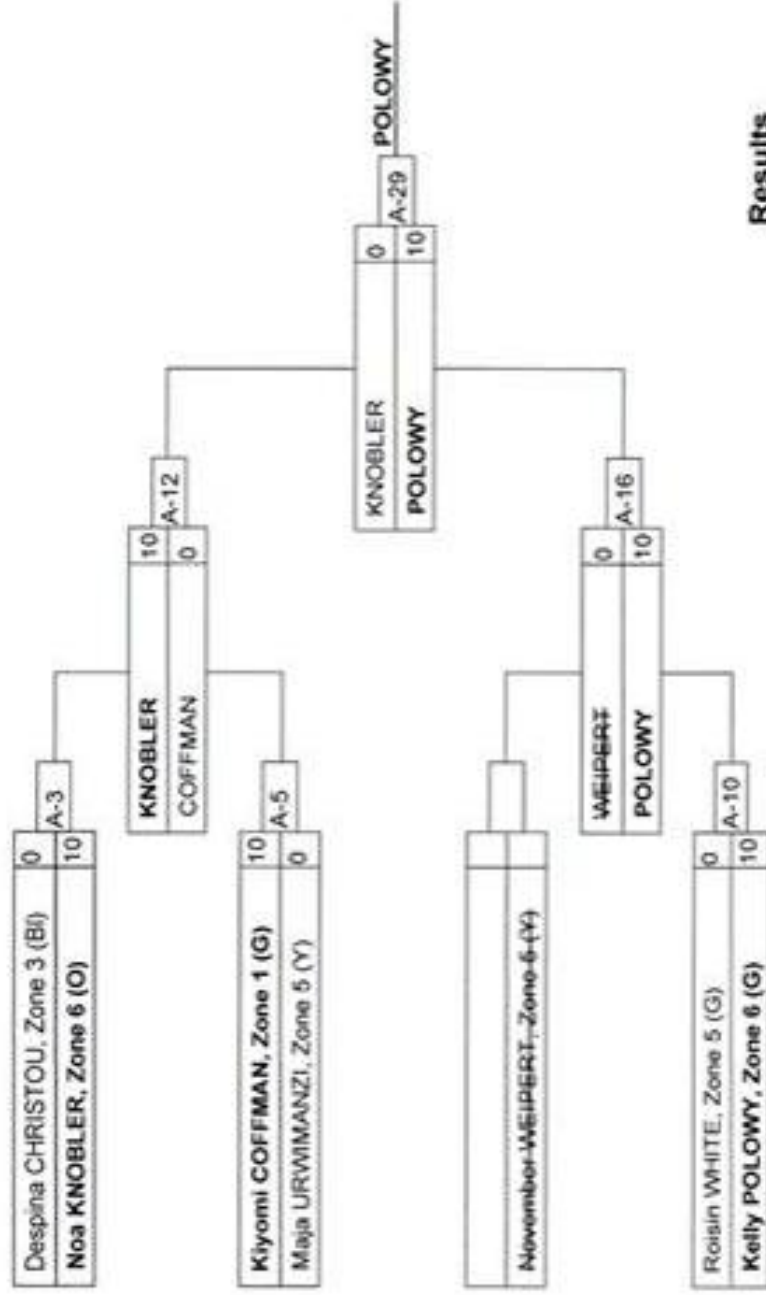 Despina CHRISTOU, Zone 3 (Bl) 0
A-3
Noa KNOBLER, Zone 6 (O) 10
KNOBLER 10
A-12
COFFMAN 0
Kiyomi COFFMAN, Zone 1 (G) 10
A-5
Maja URWIMANZI, Zone 5 (Y) 0
KNOBLER 0
A-29
POLOWY 10
POLOWY
November WEIPERT, Zone 6 (Y)
WEIPERT 0
A-16
POLOWY 10
Roisin WHITE, Zone 5 (G) 0
A-10
Kelly POLOWY, Zone 6 (G) 10
Results